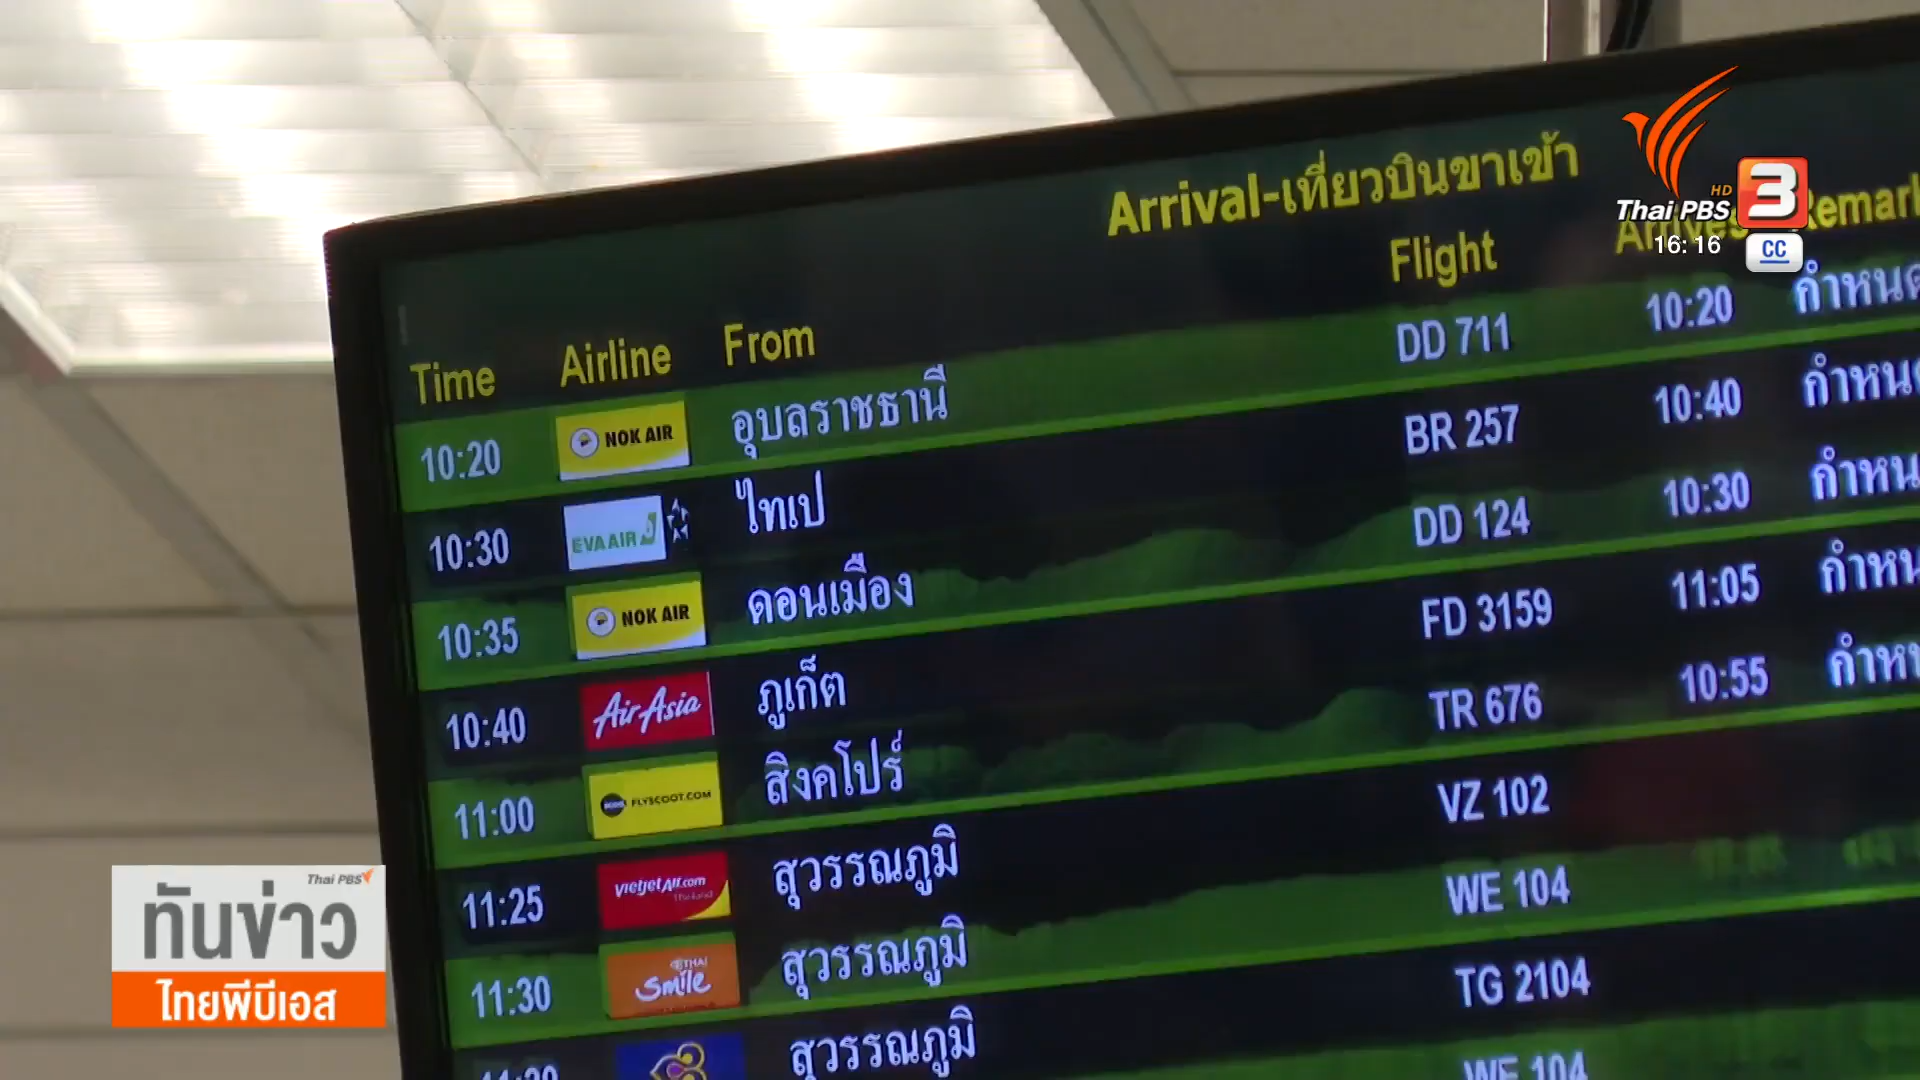 Arrival-เที่ยวบินขาเข้า
Time Airline From Flight Arrives Remark
10:20 NOK AIR อุบลราชธานี DD 711 10:20
10:30 EVA AIR ไทเป BR 257 10:40
10:35 NOK AIR ดอนเมือง DD 124 10:30
10:40 AirAsia ภูเก็ต FD 3159 11:05
11:00 FLYSCOOT.COM สิงคโปร์ TR 676 10:55
11:25 vietjetAir.com Thailand สุวรรณภูมิ VZ 102
11:30 THAI Smile สุวรรณภูมิ WE 104
สุวรรณภูมิ TG 2104
WE 104
Thai PBS HD 3
16:16 CC
Thai PBS
ทันข่าว
ไทยพีบีเอส